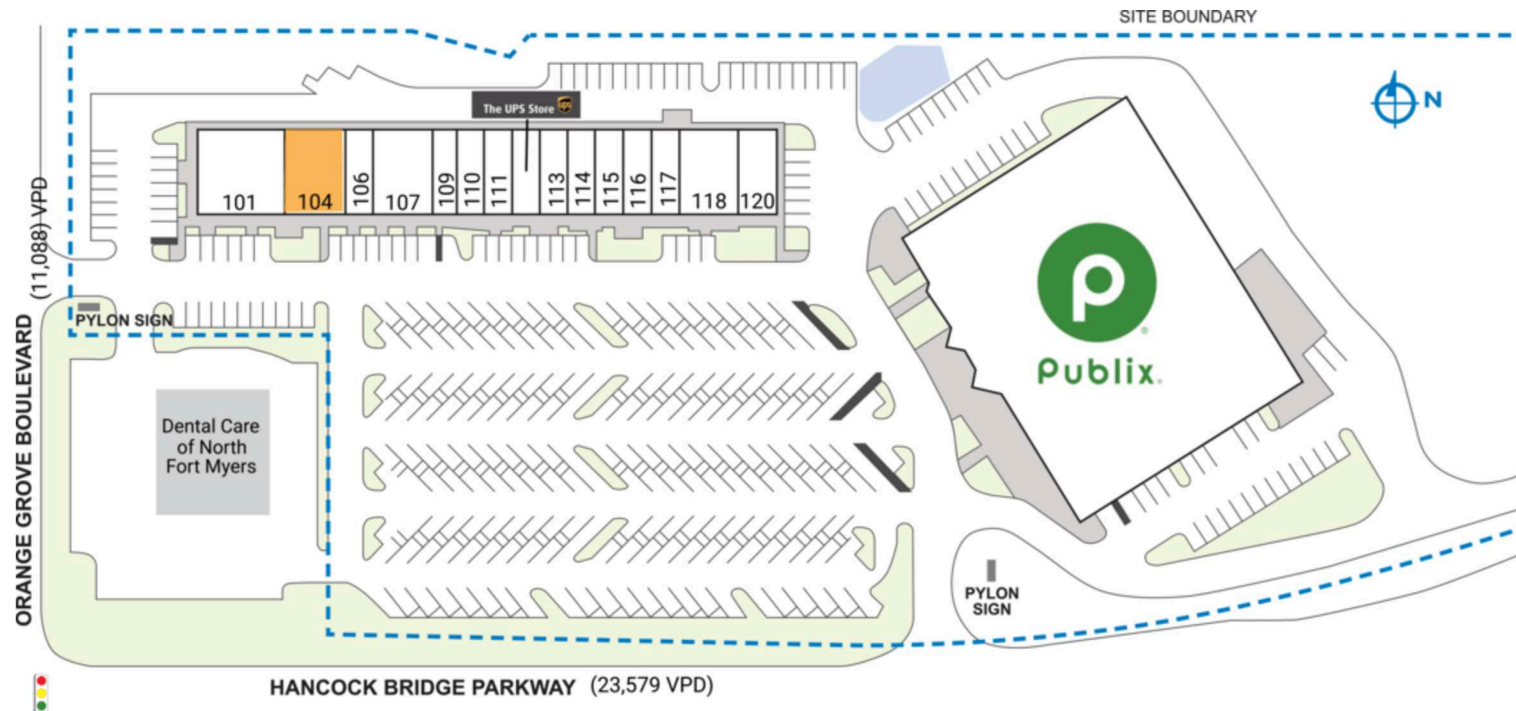 SITE BOUNDARY
N
The UPS Store ups
101
104
106
107
109
110
111
113
114
115
116
117
118
120
(11,088) VPD
ORANGE GROVE BOULEVARD
PYLON SIGN
Publix®
Dental Care
of North
Fort Myers
PYLON
SIGN
HANCOCK BRIDGE PARKWAY (23,579 VPD)